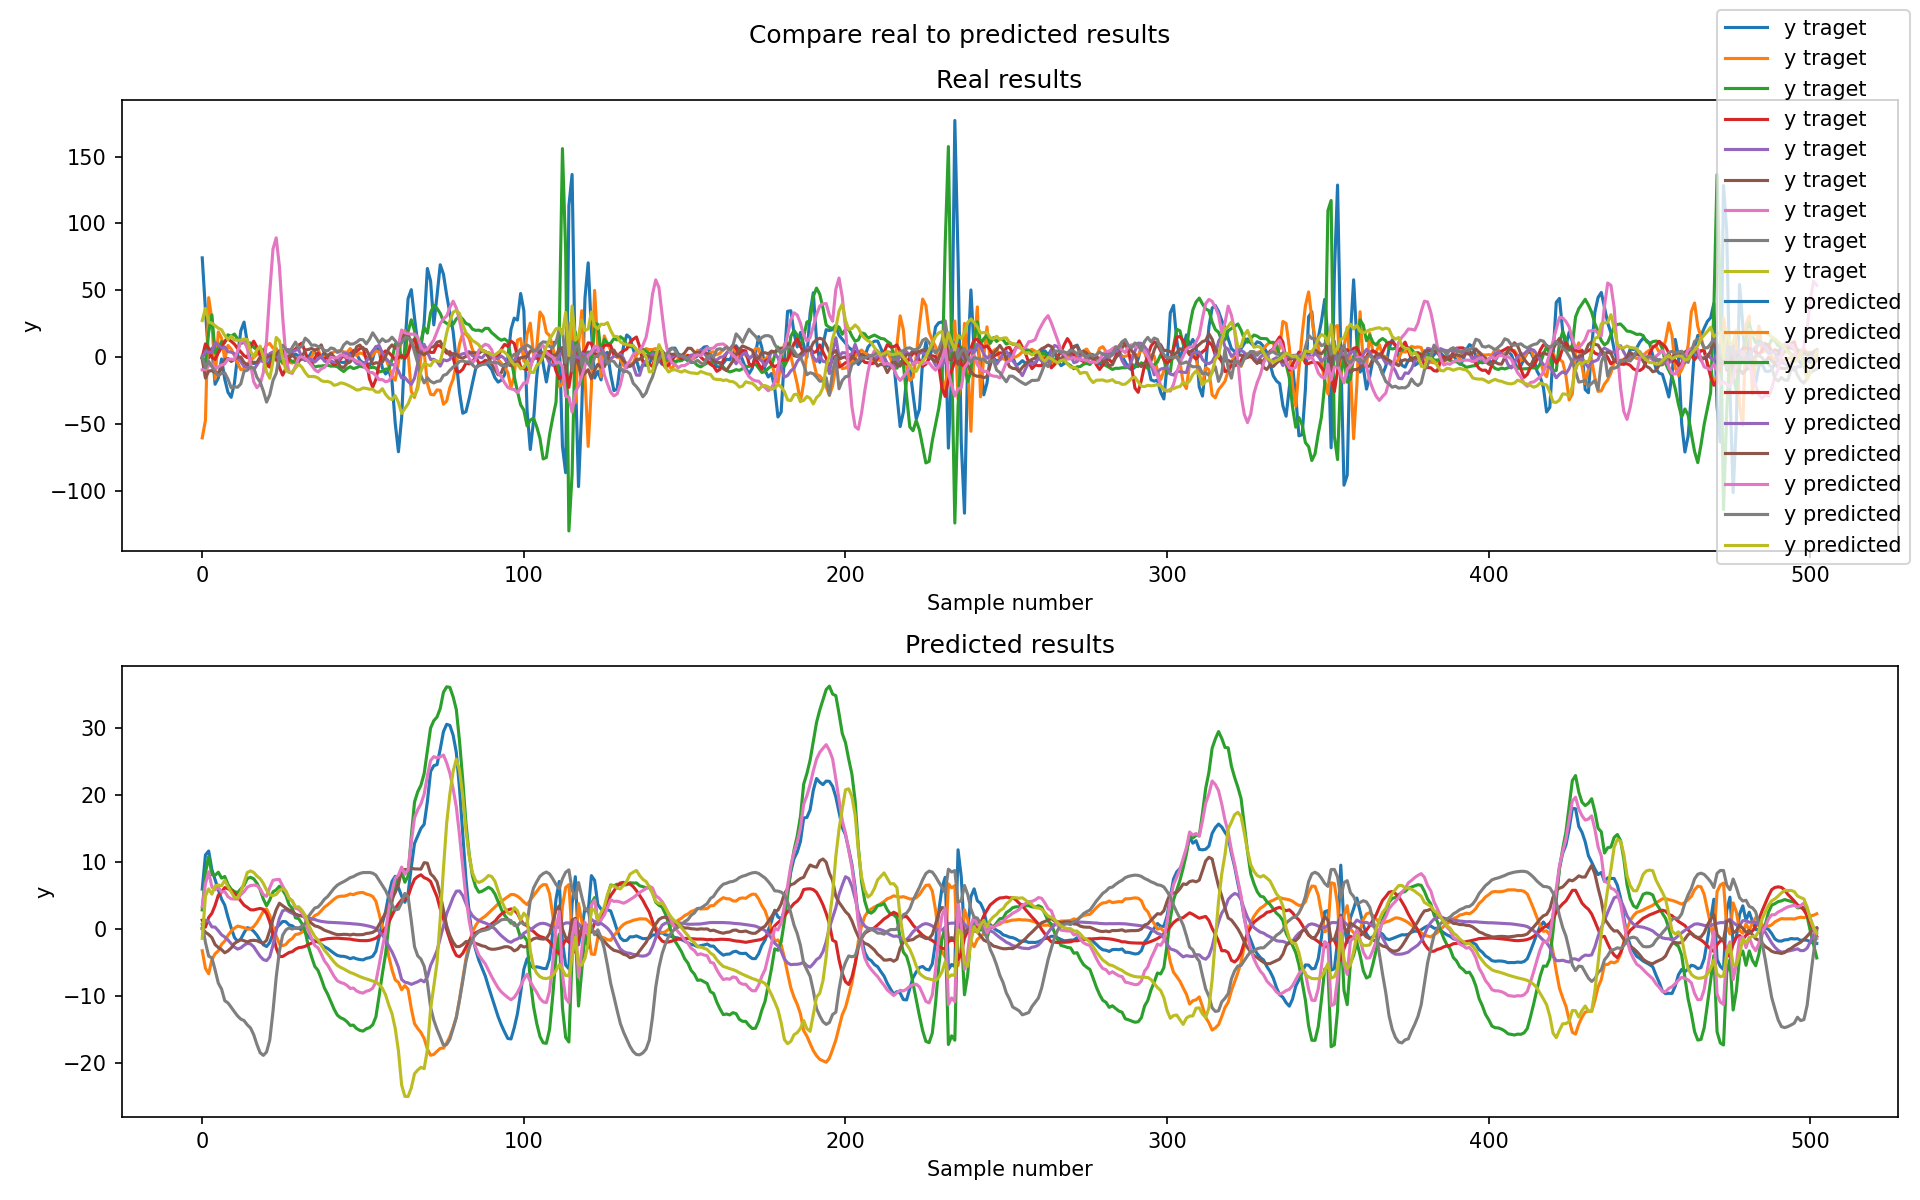 Compare real to predicted results
Real results
y traget
y traget
y traget
y traget
y traget
y traget
y traget
y traget
y traget
y predicted
y predicted
y predicted
y predicted
y predicted
y predicted
y predicted
y predicted
y predicted
150
100
50
0
−50
−100
y
0
100
200
300
400
500
Sample number
Predicted results
30
20
10
0
−10
−20
y
0
100
200
300
400
500
Sample number